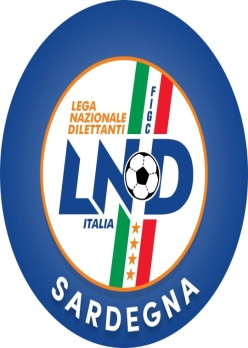 LEGA
NAZIONALE
DILETTANTI
FIGC
LND
ITALIA
SARDEGNA